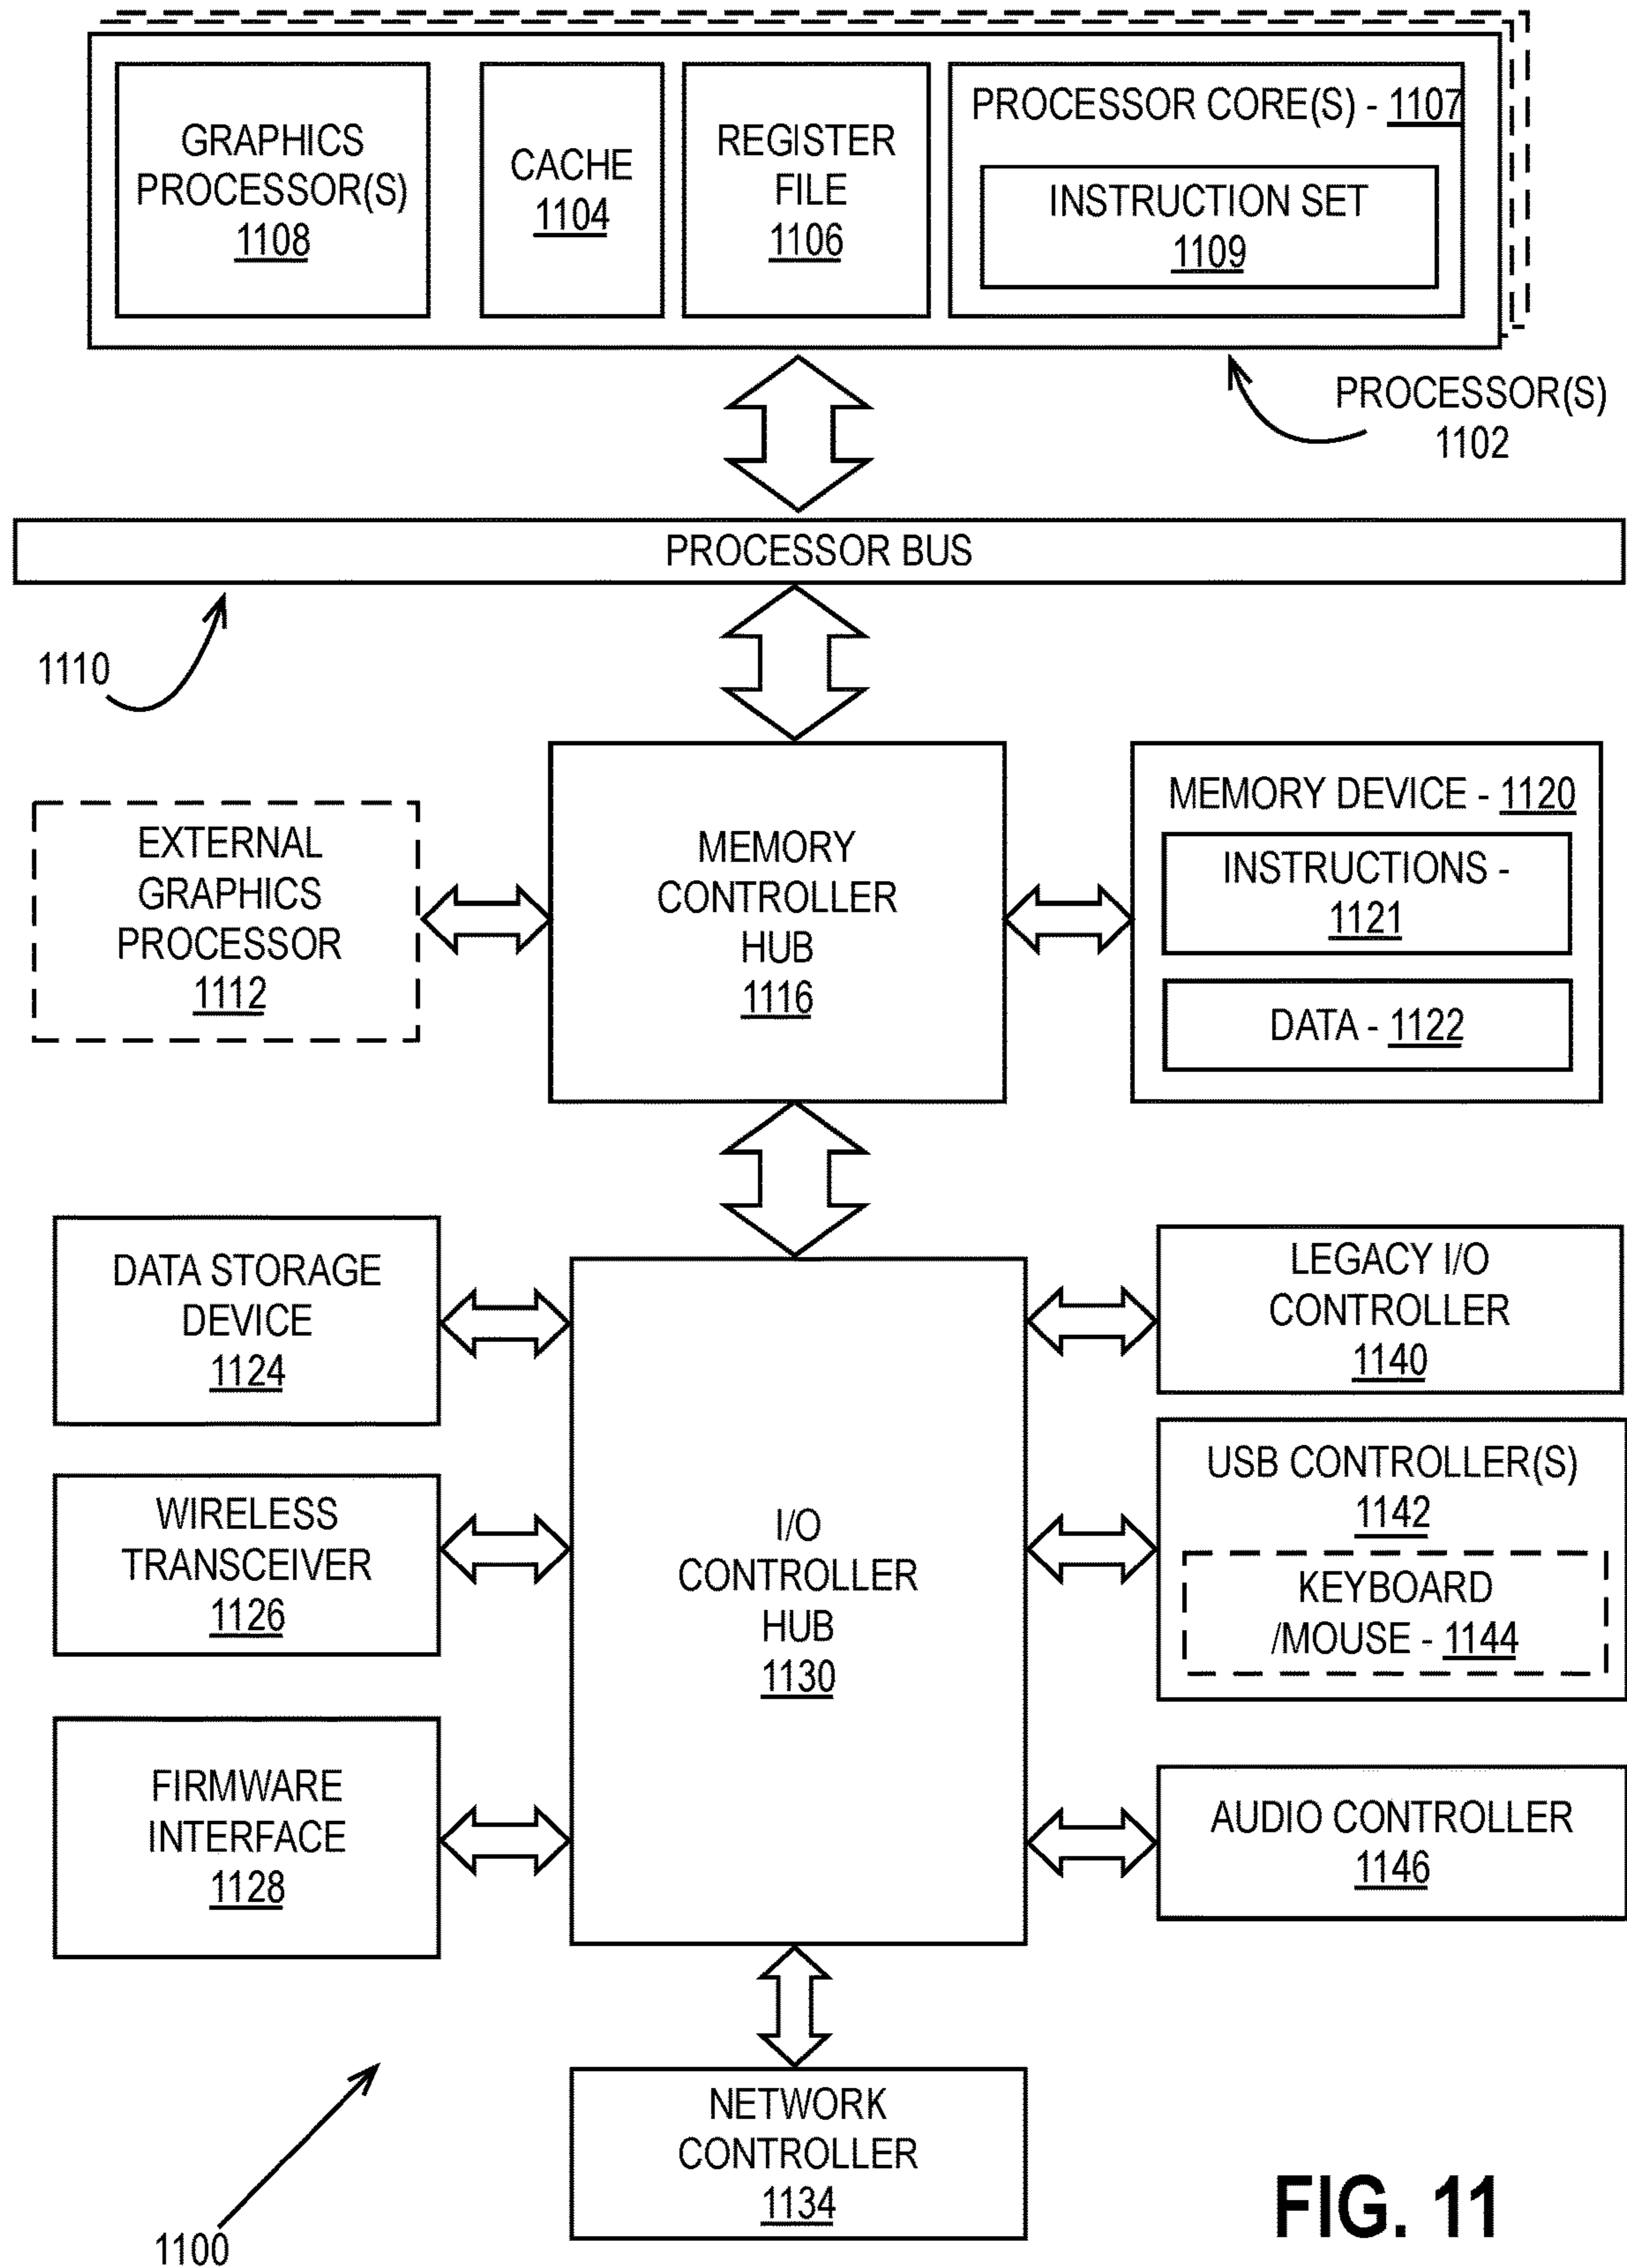 GRAPHICS
PROCESSOR(S)
1108
CACHE
1104
REGISTER
FILE
1106
PROCESSOR CORE(S) - 1107
INSTRUCTION SET
1109
PROCESSOR(S)
1102
PROCESSOR BUS
1110
EXTERNAL
GRAPHICS
PROCESSOR
1112
MEMORY
CONTROLLER
HUB
1116
MEMORY DEVICE - 1120
INSTRUCTIONS -
1121
DATA - 1122
DATA STORAGE
DEVICE
1124
WIRELESS
TRANSCEIVER
1126
FIRMWARE
INTERFACE
1128
I/O
CONTROLLER
HUB
1130
LEGACY I/O
CONTROLLER
1140
USB CONTROLLER(S)
1142
KEYBOARD
/MOUSE - 1144
AUDIO CONTROLLER
1146
NETWORK
CONTROLLER
1134
1100
FIG. 11